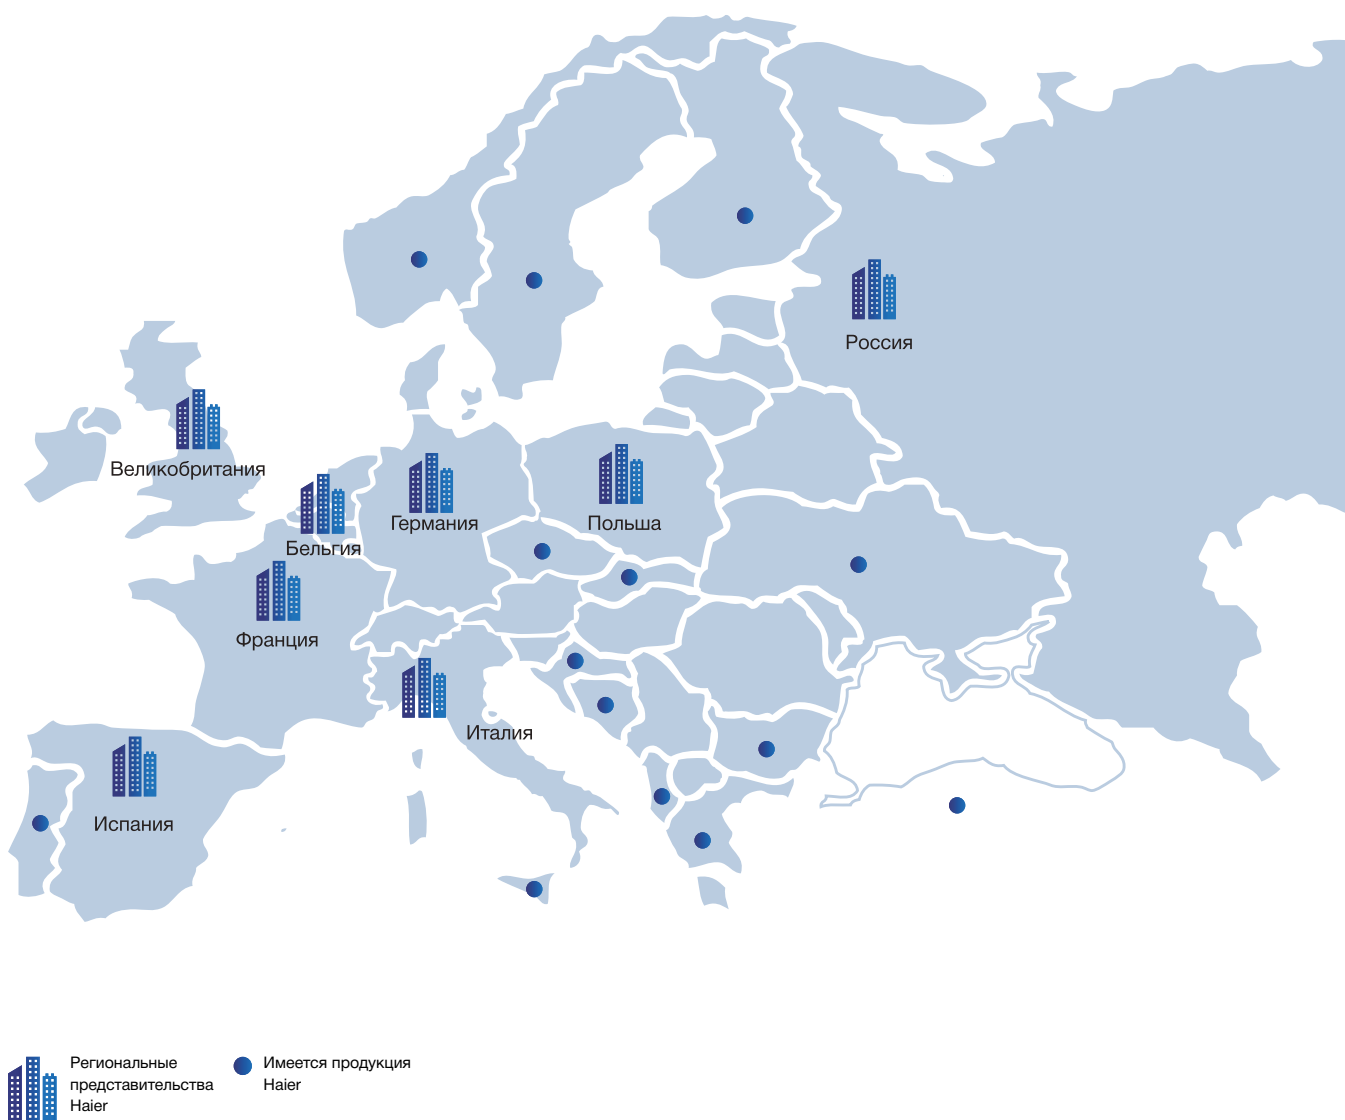 Россия
Великобритания
Германия
Польша
Бельгия
Франция
Италия
Испания
Региональные
представительства
Haier
Имеется продукция
Haier